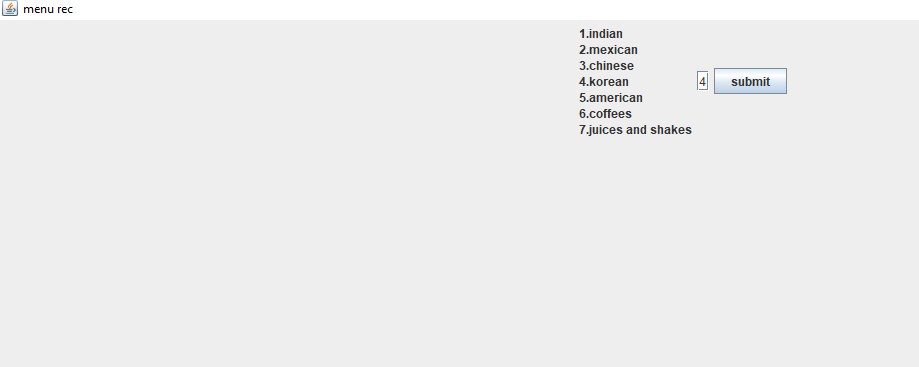 menu rec
1.indian
2.mexican
3.chinese
4.korean
5.american
6.coffees
7.juices and shakes
4
submit